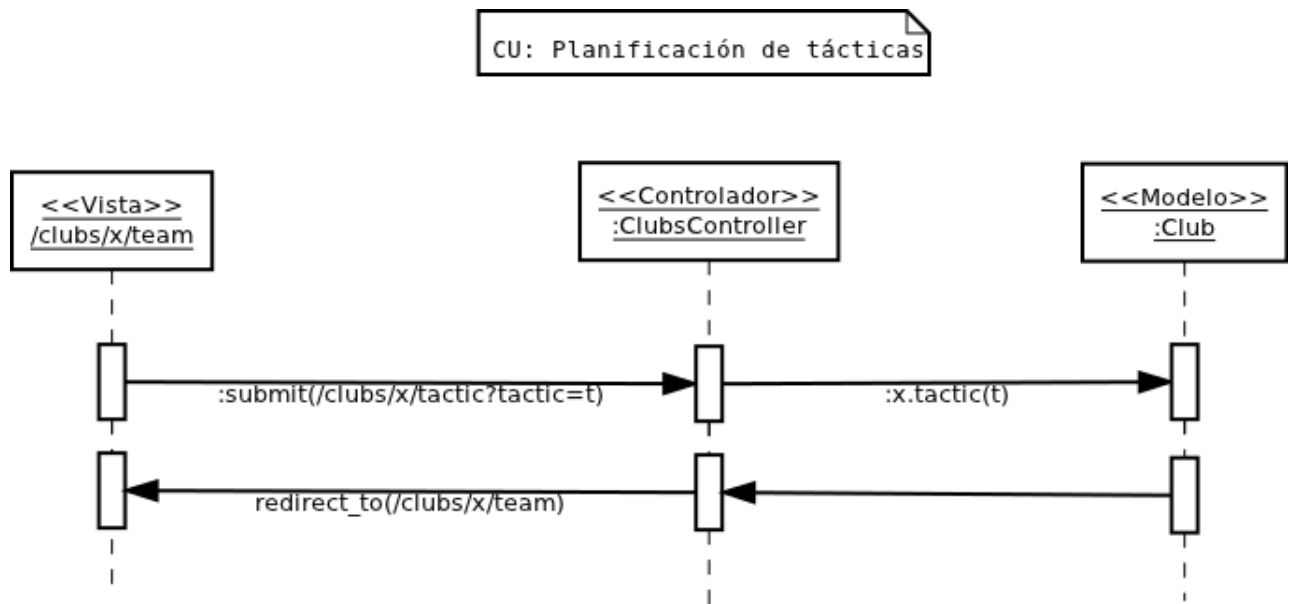 CU: Planificación de tácticas
<<Vista>>
/clubs/x/team
<<Controlador>>
:ClubsController
<<Modelo>>
:Club
:submit(/clubs/x/tactic?tactic=t)
:x.tactic(t)
redirect_to(/clubs/x/team)